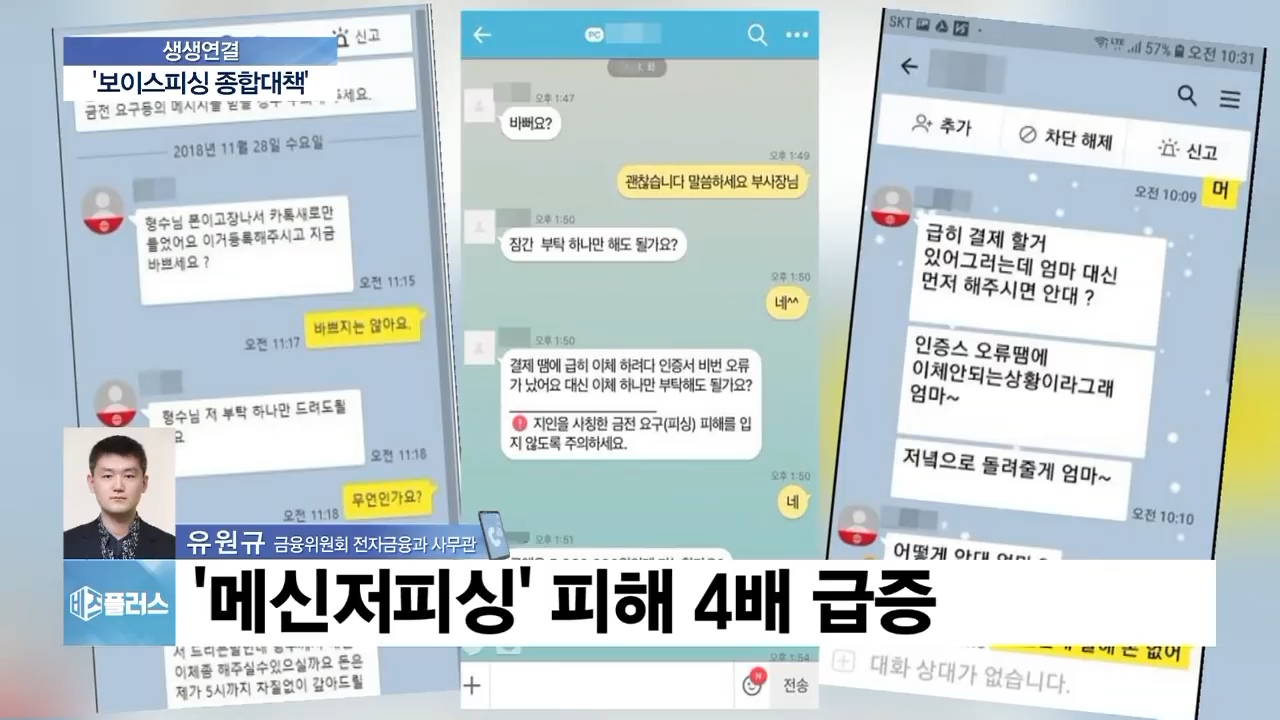 생생연결
'보이스피싱 종합대책'
신고
금전 요구등의 메시지를 받을 경우
2018년 11월 28일 수요일
형수님 폰이고장나서 카톡새로만
들었어요 이거등록해주시고 지금
바쁘세요 ?
오전 11:15
바쁘지는 않아요.
오전 11:17
형수님 저 부탁 하나만 드려도될
요
오전 11:18
무언인가요?
오전 11:18
이체좀 해주실수있으실까요 돈은
제가 5시까지 차질없이 갚아드릴
PC
오후 1:47
바뻐요?
오후 1:49
괜찮습니다 말씀하세요 부사장님
오후 1:50
잠간 부탁 하나만 해도 될가요?
오후 1:50
네^^
오후 1:50
결제 땜에 급히 이체 하려다 인증서 비번 오류
가 났어요 대신 이체 하나만 부탁해도 될가요?
지인을 사칭한 금전 요구(피싱) 피해를 입
지 않도록 주의하세요.
오후 1:50
네
오후 1:51
오후 1:54
N
전송
SKT
LTE 57% 오전 10:31
추가
차단 해제
신고
오전 10:09
머
급히 결제 할거
있어그러는데 엄마 대신
먼저 해주시면 안대 ?
인증스 오류땜에
이체안되는상황이라그래
엄마~
저녘으로 돌려줄게 엄마~
오전 10:10
어떻게 안대 엄마
돈 없어
대화 상대가 없습니다.
유원규 금융위원회 전자금융과 사무관
비즈플러스
'메신저피싱' 피해 4배 급증